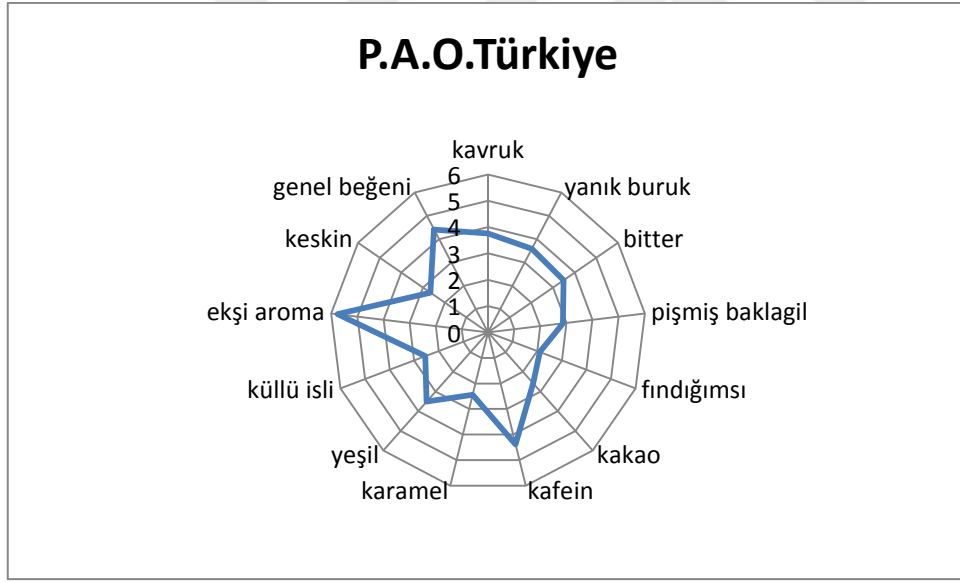 P.A.O.Türkiye
kavruk
yanık buruk
bitter
pişmiş baklagil
fındığımsı
kakao
kafein
karamel
yeşil
küllü isli
ekşi aroma
keskin
genel beğeni
6
5
4
3
2
1
0